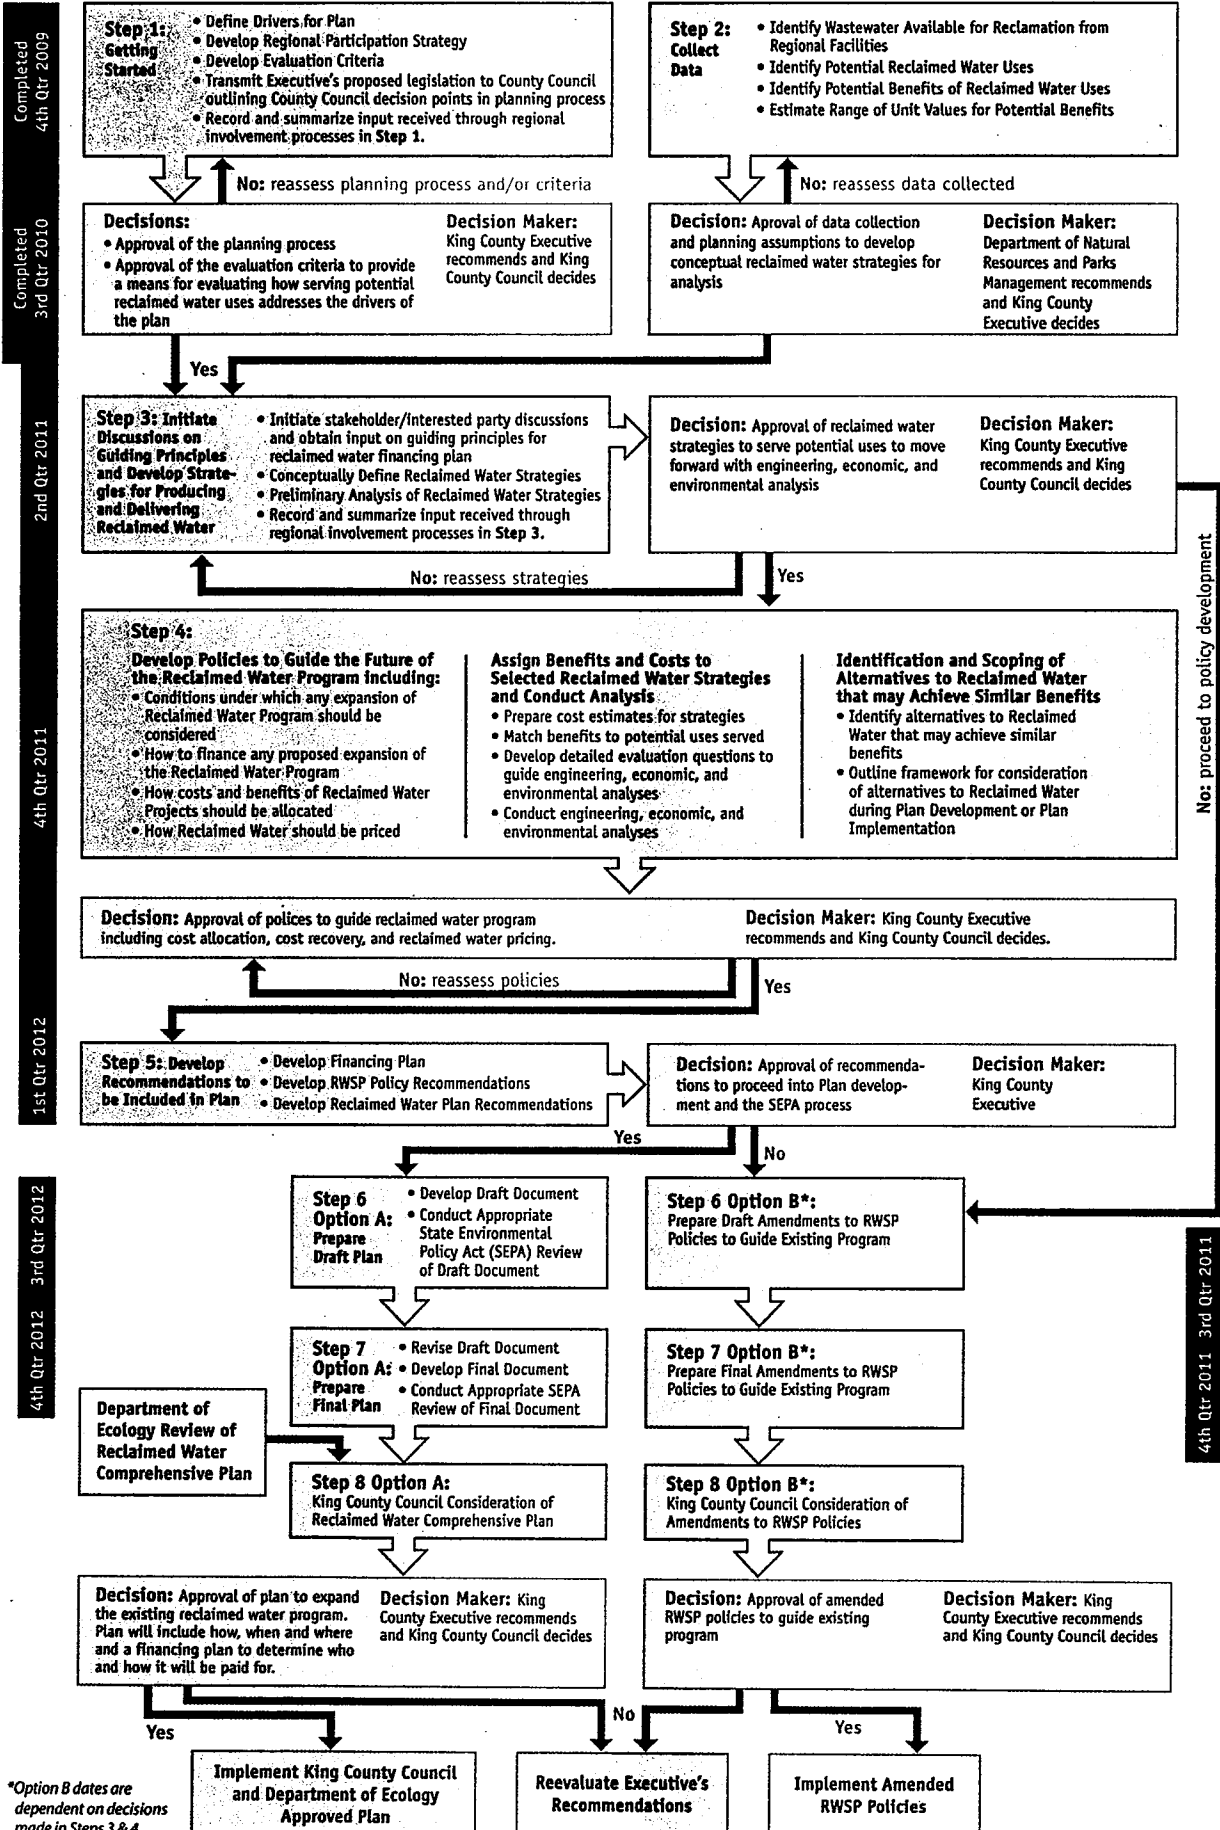 Completed
4th Qtr 2009
Step 1:
Getting
Started
• Define Drivers for Plan
• Develop Regional Participation Strategy
• Develop Evaluation Criteria
• Transmit Executive's proposed legislation to County Council
outlining County Council decision points in planning process
• Record and summarize input received through regional
involvement processes in Step 1.
Step 2:
Collect
Data
• Identify Wastewater Available for Reclamation from
Regional Facilities
• Identify Potential Reclaimed Water Uses
• Identify Potential Benefits of Reclaimed Water Uses
• Estimate Range of Unit Values for Potential Benefits
No: reassess planning process and/or criteria
No: reassess data collected
Completed
3rd Qtr 2010
Decisions:
• Approval of the planning process
• Approval of the evaluation criteria to provide
a means for evaluating how serving potential
reclaimed water uses addresses the drivers of
the plan
Decision Maker:
King County Executive
recommends and King
County Council decides
Decision: Aproval of data collection
and planning assumptions to develop
conceptual reclaimed water strategies for
analysis
Decision Maker:
Department of Natural
Resources and Parks
Management recommends
and King County
Executive decides
Yes
2nd Qtr 2011
Step 3: Initiate
Discussions on
Guiding Principles
and Develop Strate-
gies for Producing
and Delivering
Reclaimed Water
• Initiate stakeholder/interested party discussions
and obtain input on guiding principles for
reclaimed water financing plan
• Conceptually Define Reclaimed Water Strategies
• Preliminary Analysis of Reclaimed Water Strategies
• Record and summarize input received through
regional involvement processes in Step 3.
Decision: Approval of reclaimed water
strategies to serve potential uses to move
forward with engineering, economic, and
environmental analysis
Decision Maker:
King County Executive
recommends and King
County Council decides
No: reassess strategies
Yes
No: proceed to policy development
4th Qtr 2011
Step 4:
Develop Policies to Guide the Future of
the Reclaimed Water Program including:
• Conditions under which any expansion of
Reclaimed Water Program should be
considered
• How to finance any proposed expansion of
the Reclaimed Water Program
• How costs and benefits of Reclaimed Water
Projects should be allocated
• How Reclaimed Water should be priced
Assign Benefits and Costs to
Selected Reclaimed Water Strategies
and Conduct Analysis
• Prepare cost estimates for strategies
• Match benefits to potential uses served
• Develop detailed evaluation questions to
guide engineering, economic, and
environmental analyses
• Conduct engineering, economic, and
environmental analyses
Identification and Scoping of
Alternatives to Reclaimed Water
that may Achieve Similar Benefits
• Identify alternatives to Reclaimed
Water that may achieve similar
benefits
• Outline framework for consideration
of alternatives to Reclaimed Water
during Plan Development or Plan
Implementation
Decision: Approval of polices to guide reclaimed water program
including cost allocation, cost recovery, and reclaimed water pricing.
Decision Maker: King County Executive
recommends and King County Council decides.
No: reassess policies
Yes
1st Qtr 2012
Step 5: Develop
Recommendations to
be Included in Plan
• Develop Financing Plan
• Develop RWSP Policy Recommendations
• Develop Reclaimed Water Plan Recommendations
Decision: Approval of recommenda-
tions to proceed into Plan develop-
ment and the SEPA process
Decision Maker:
King County
Executive
Yes
No
3rd Qtr 2012
Step 6
Option A:
Prepare
Draft Plan
• Develop Draft Document
• Conduct Appropriate
State Environmental
Policy Act (SEPA) Review
of Draft Document
Step 6 Option B*:
Prepare Draft Amendments to RWSP
Policies to Guide Existing Program
3rd Qtr 2011
4th Qtr 2012
Step 7
Option A:
Prepare
Final Plan
• Revise Draft Document
• Develop Final Document
• Conduct Appropriate SEPA
Review of Final Document
Step 7 Option B*:
Prepare Final Amendments to RWSP
Policies to Guide Existing Program
4th Qtr 2011
Department of
Ecology Review of
Reclaimed Water
Comprehensive Plan
Step 8 Option A:
King County Council Consideration of
Reclaimed Water Comprehensive Plan
Step 8 Option B*:
King County Council Consideration of
Amendments to RWSP Policies
Decision: Approval of plan to expand
the existing reclaimed water program.
Plan will include how, when and where
and a financing plan to determine who
and how it will be paid for.
Decision Maker: King
County Executive recommends
and King County Council decides
Decision: Approval of amended
RWSP policies to guide existing
program
Decision Maker: King
County Executive recommends
and King County Council decides
Yes
No
Yes
Implement King County Council
and Department of Ecology
Approved Plan
Reevaluate Executive's
Recommendations
Implement Amended
RWSP Policies
*Option B dates are
dependent on decisions
made in Steps 3 & 4